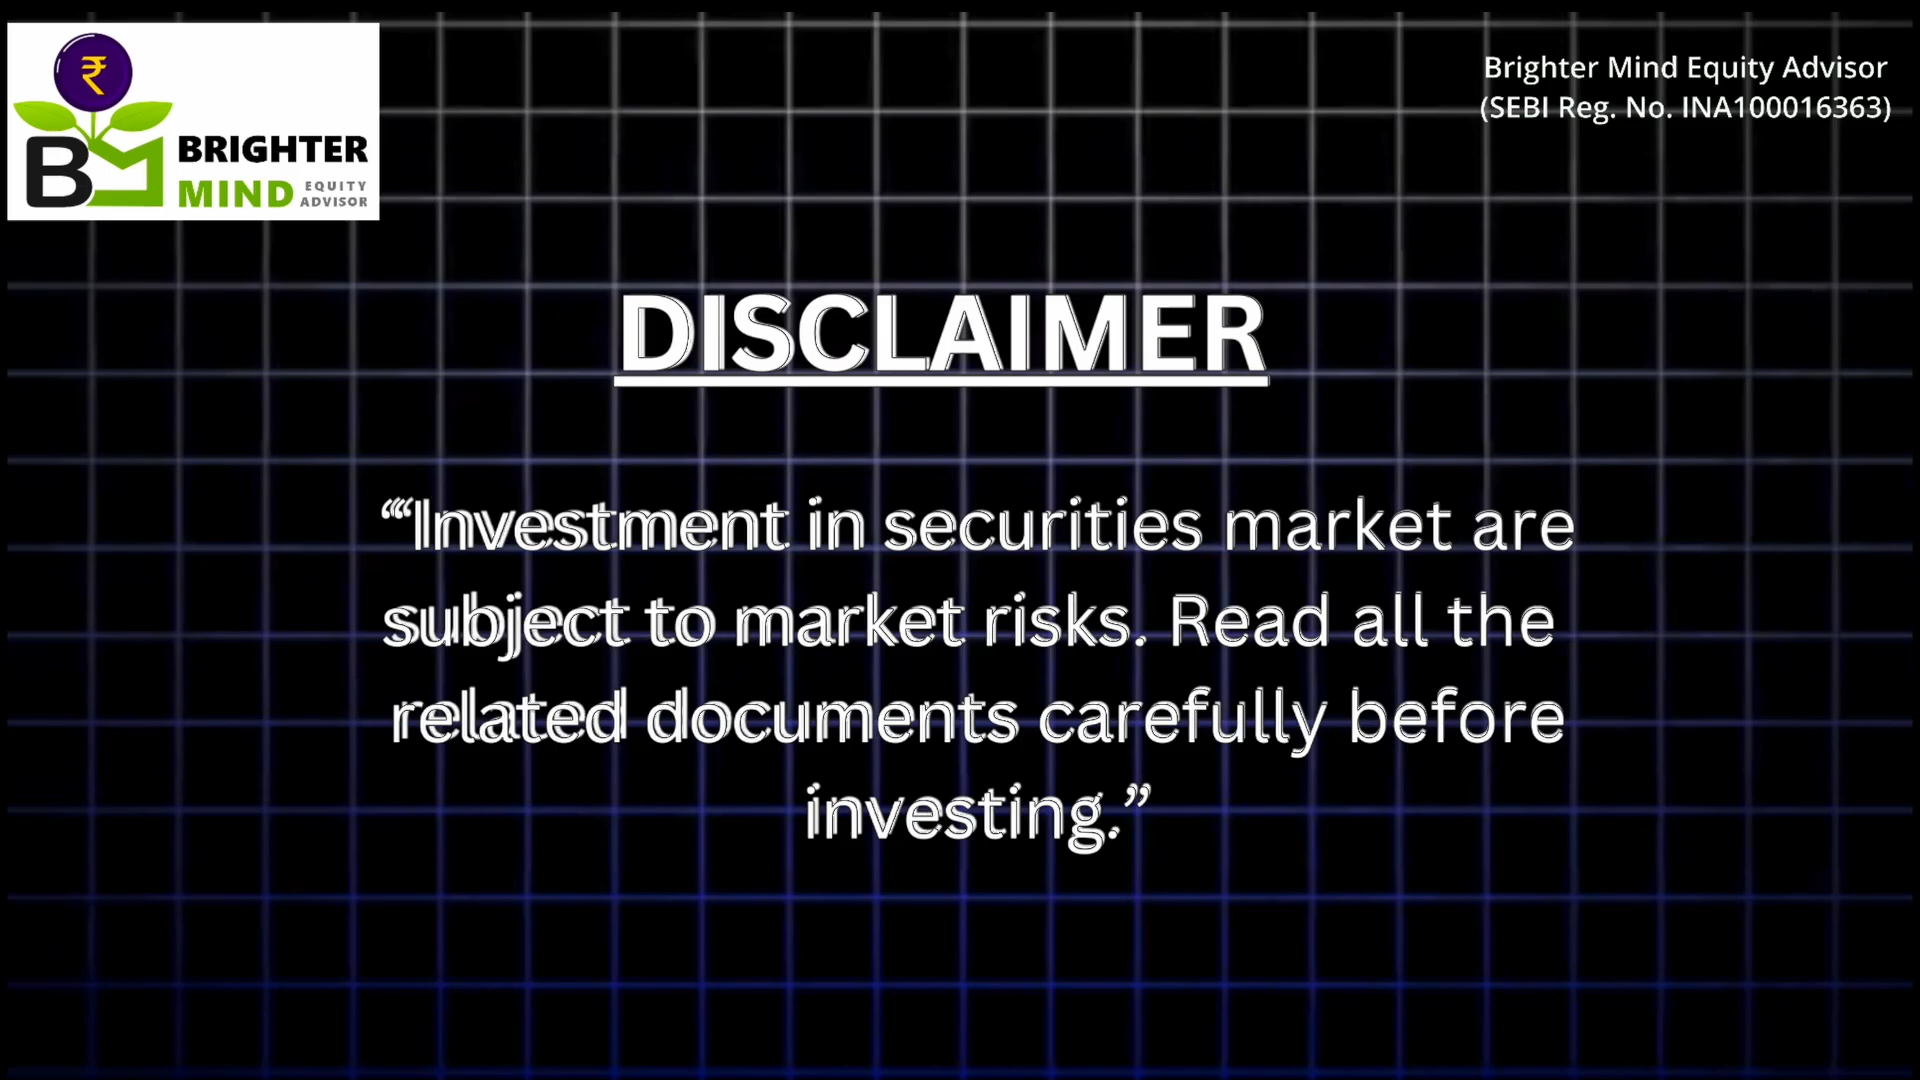 ₹
BM
BRIGHTER
MIND EQUITY
ADVISOR
Brighter Mind Equity Advisor
(SEBI Reg. No. INA100016363)
DISCLAIMER
““Investment in securities market are
subject to market risks. Read all the
related documents carefully before
investing.”